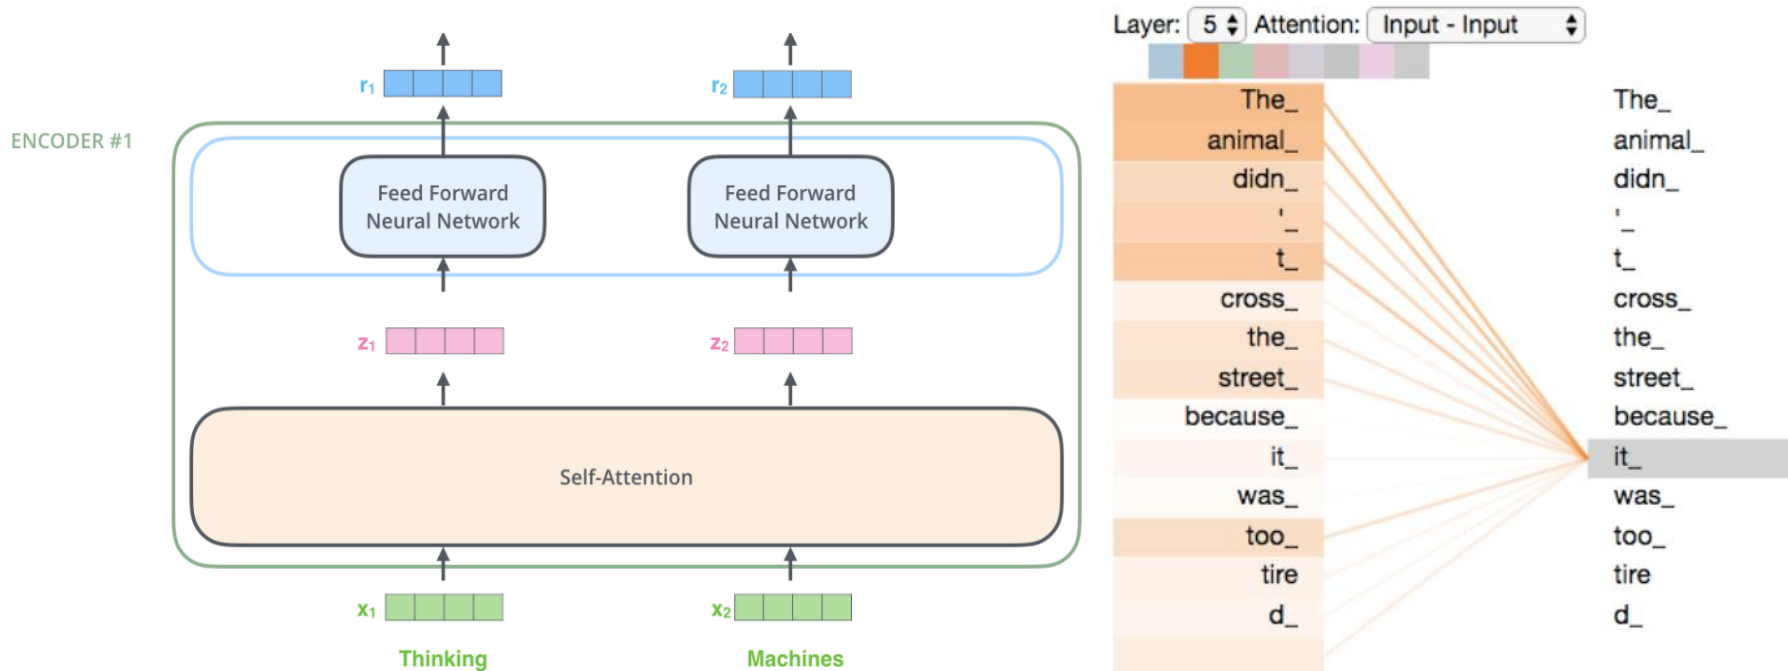 r1
r2
ENCODER #1
Feed Forward
Neural Network
Feed Forward
Neural Network
z1
z2
Self-Attention
x1
x2
Thinking
Machines
Layer: 5 Attention: Input - Input
The_
animal_
didn_
'_
t_
cross_
the_
street_
because_
it_
was_
too_
tire
d_
The_
animal_
didn_
'_
t_
cross_
the_
street_
because_
it_
was_
too_
tire
d_